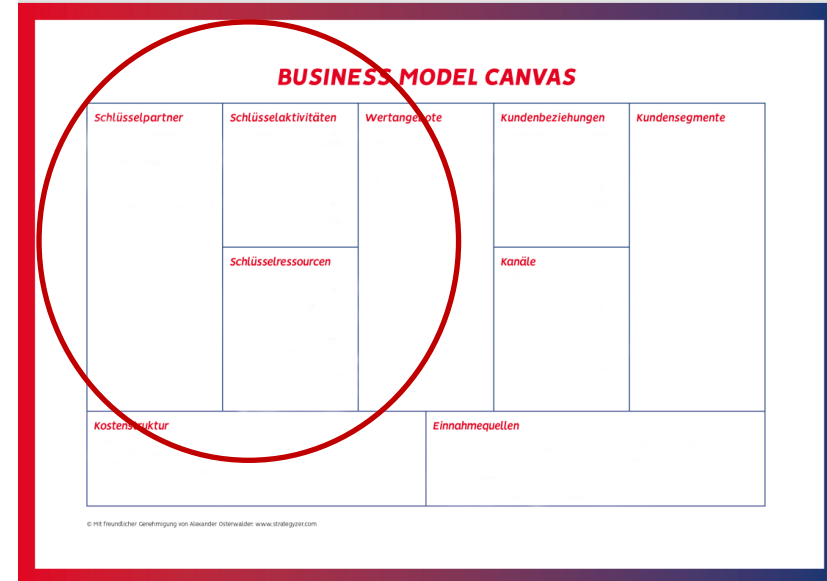 BUSINESS MODEL CANVAS
Schlüsselpartner
Schlüsselaktivitäten
Schlüsselressourcen
Wertangebote
Kundenbeziehungen
Kanäle
Kundensegmente
Kostenstruktur
Einnahmequellen
© Mit freundlicher Genehmigung von Alexander Osterwalder: www.strategyzer.com